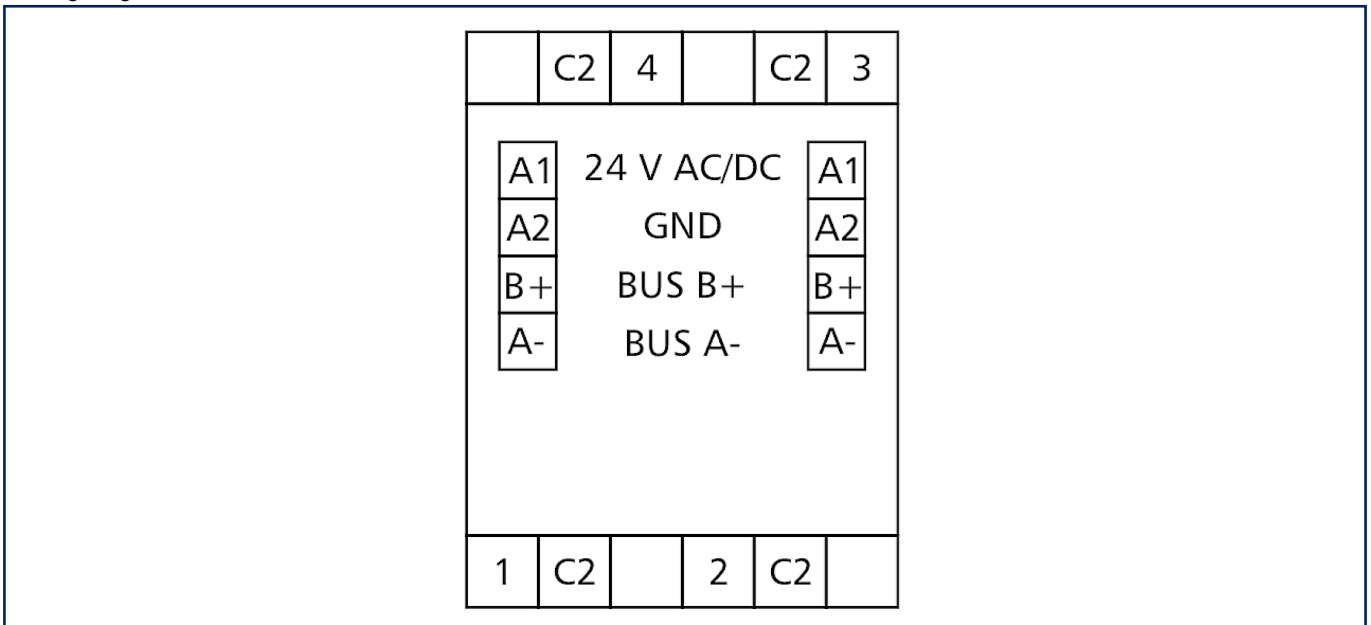 C2 4 C2 3
A1 24 V AC/DC A1
A2 GND A2
B+ BUS B+ B+
A- BUS A- A-
1 C2 2 C2